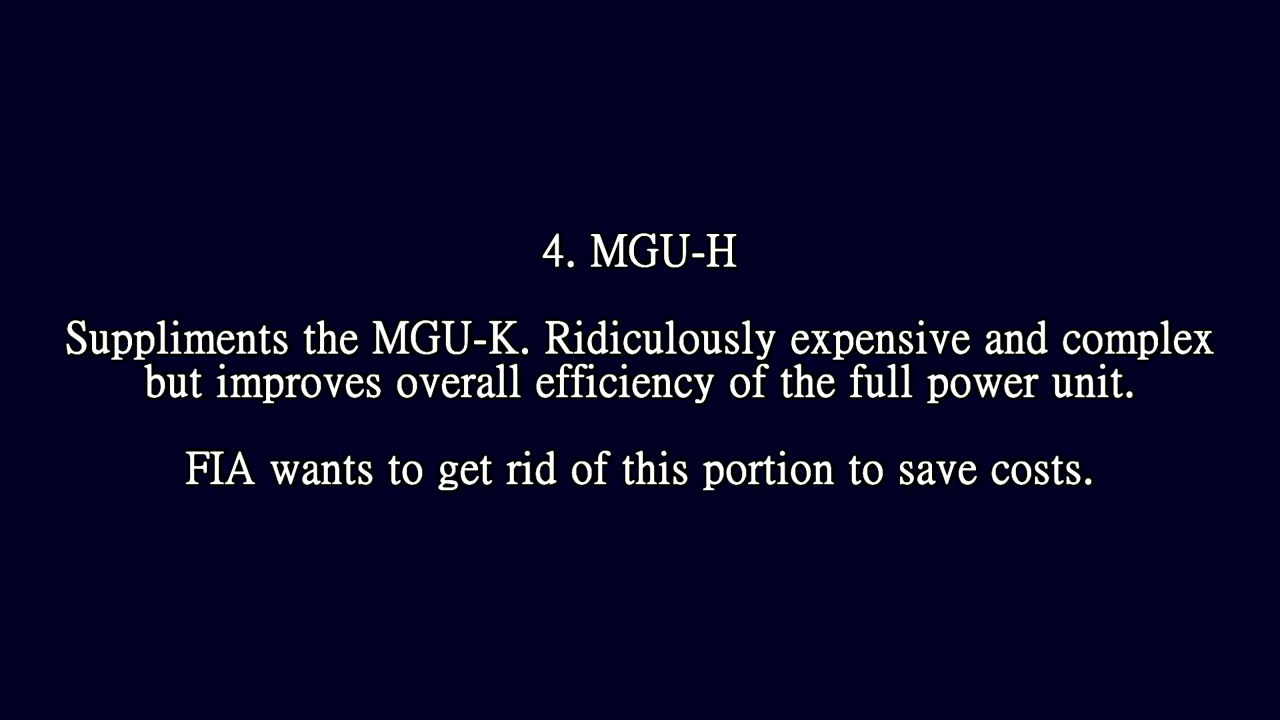 4. MGU-H
Suppliments the MGU-K. Ridiculously expensive and complex
but improves overall efficiency of the full power unit.
FIA wants to get rid of this portion to save costs.